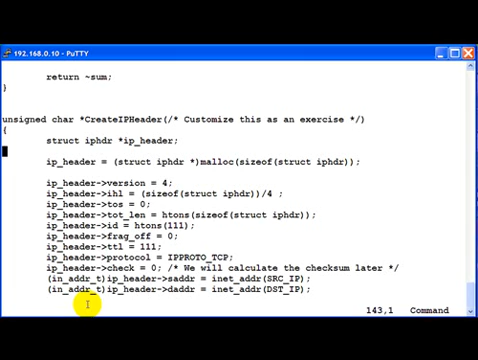 192.168.0.10 - PuTTY
return ~sum;
}
unsigned char *CreateIPHeader(/* Customize this as an exercise */)
{
struct iphdr *ip_header;
ip_header = (struct iphdr *)malloc(sizeof(struct iphdr));
ip_header->version = 4;
ip_header->ihl = (sizeof(struct iphdr))/4 ;
ip_header->tos = 0;
ip_header->tot_len = htons(sizeof(struct iphdr));
ip_header->id = htons(111);
ip_header->frag_off = 0;
ip_header->ttl = 111;
ip_header->protocol = IPPROTO_TCP;
ip_header->check = 0; /* We will calculate the checksum later */
(in_addr_t)ip_header->saddr = inet_addr(SRC_IP);
(in_addr_t)ip_header->daddr = inet_addr(DST_IP);
143,1 Command